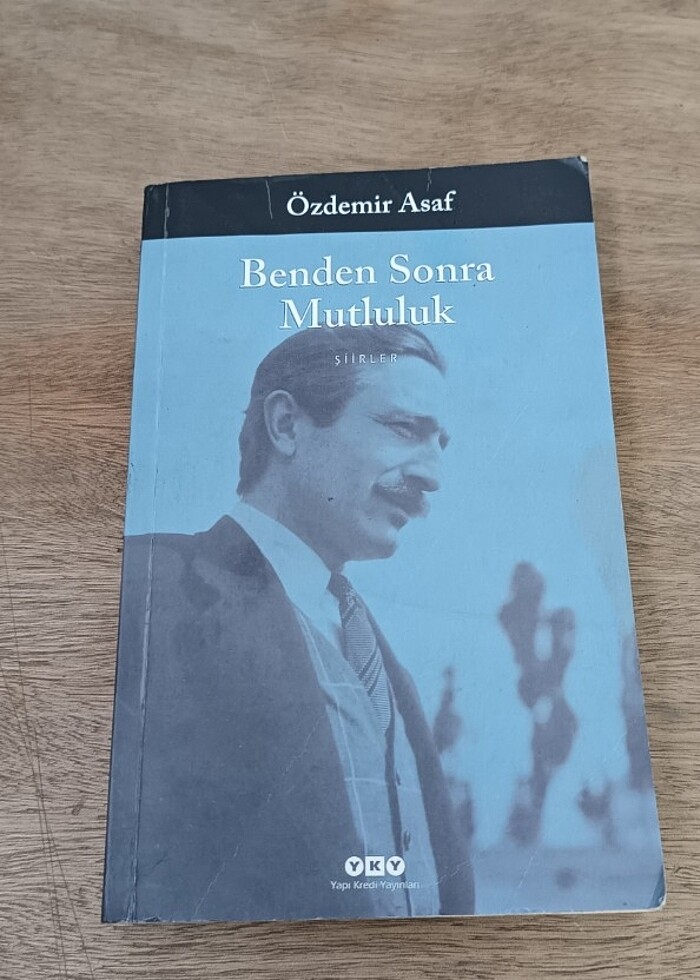 Özdemir Asaf
Benden Sonra
Mutluluk
ŞİİRLER
YKY
Yapı Kredi Yayınları